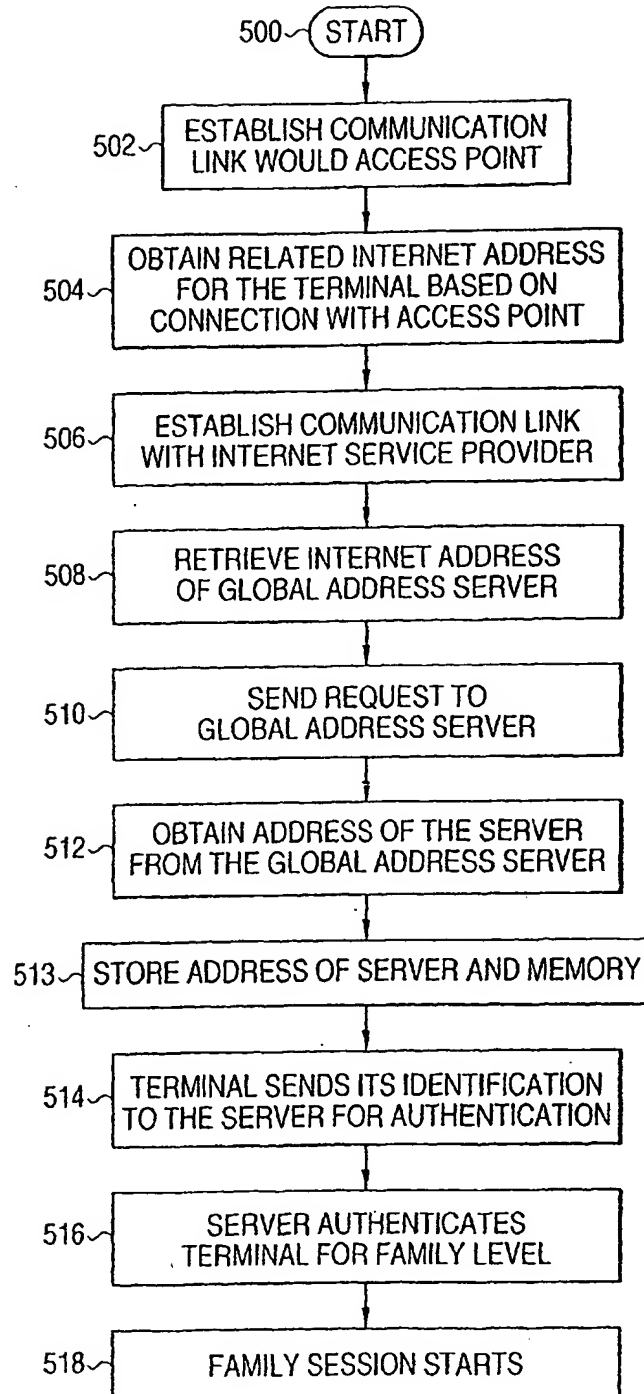 500 START
502 ESTABLISH COMMUNICATION
LINK WOULD ACCESS POINT
504 OBTAIN RELATED INTERNET ADDRESS
FOR THE TERMINAL BASED ON
CONNECTION WITH ACCESS POINT
506 ESTABLISH COMMUNICATION LINK
WITH INTERNET SERVICE PROVIDER
508 RETRIEVE INTERNET ADDRESS
OF GLOBAL ADDRESS SERVER
510 SEND REQUEST TO
GLOBAL ADDRESS SERVER
512 OBTAIN ADDRESS OF THE SERVER
FROM THE GLOBAL ADDRESS SERVER
513 STORE ADDRESS OF SERVER AND MEMORY
514 TERMINAL SENDS ITS IDENTIFICATION
TO THE SERVER FOR AUTHENTICATION
516 SERVER AUTHENTICATES
TERMINAL FOR FAMILY LEVEL
518 FAMILY SESSION STARTS